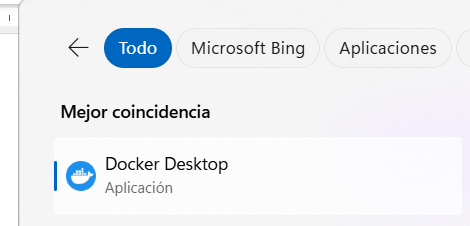 Todo Microsoft Bing Aplicaciones
Mejor coincidencia
Docker Desktop
Aplicación